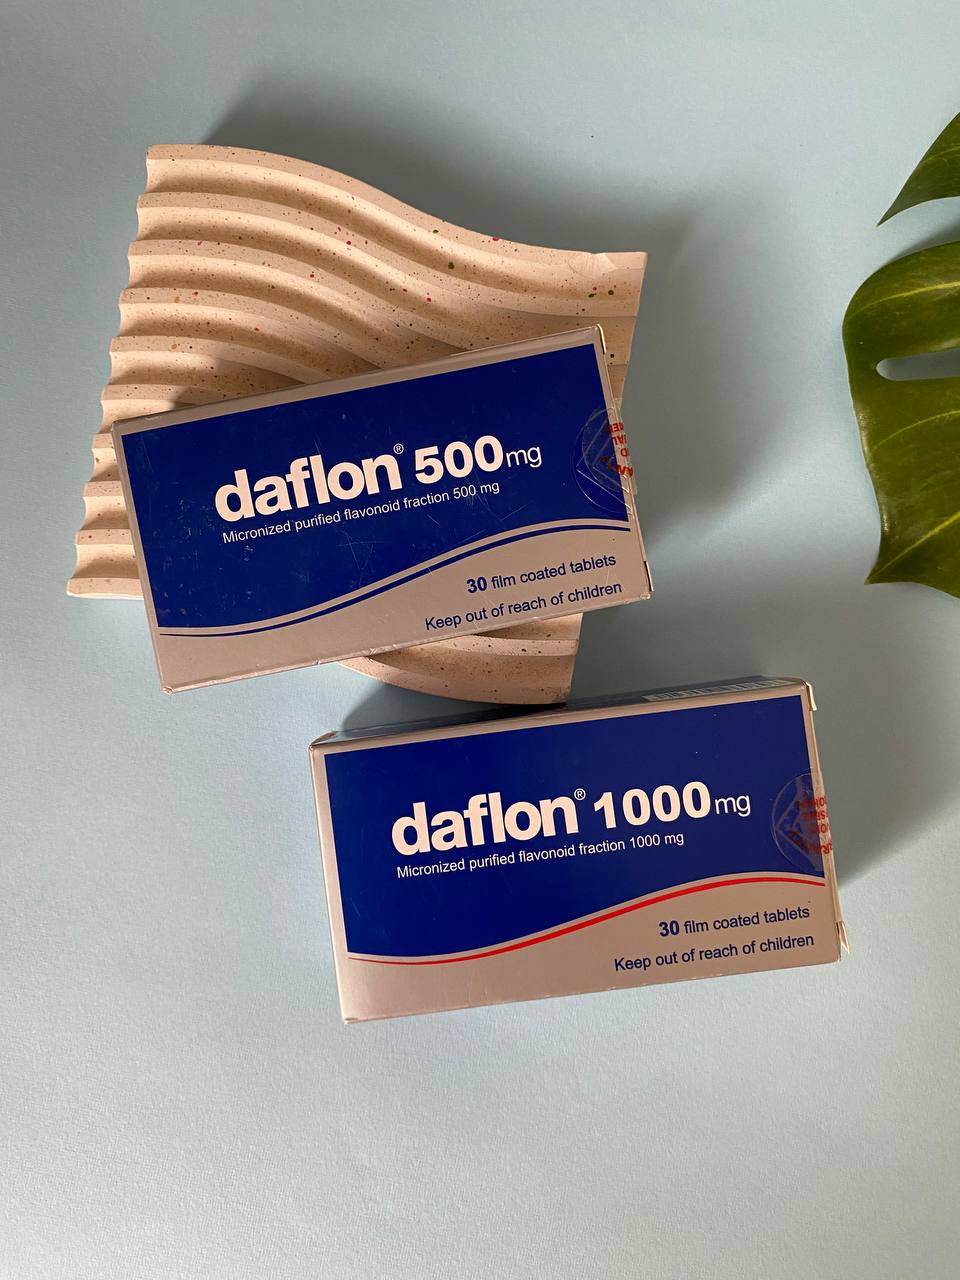 daflon® 500mg
Micronized purified flavonoid fraction 500 mg
30 film coated tablets
Keep out of reach of children
daflon® 1000mg
Micronized purified flavonoid fraction 1000 mg
30 film coated tablets
Keep out of reach of children